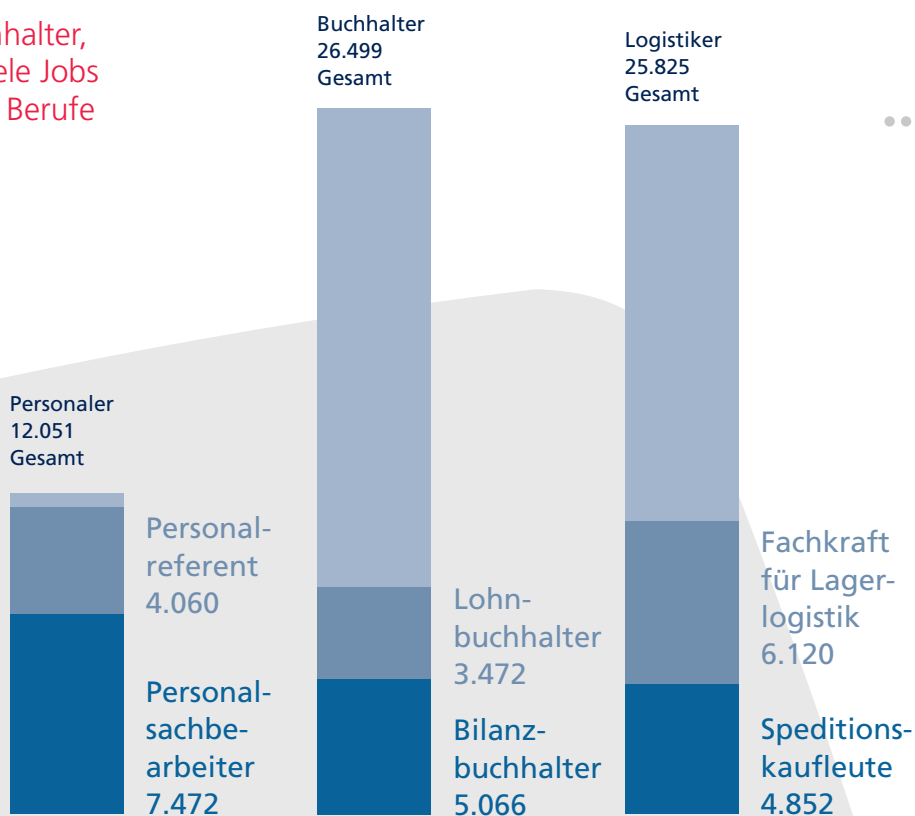 ele Jobs
Berufe
Buchhalter
26.499
Gesamt
Logistiker
25.825
Gesamt
Personaler
12.051
Gesamt
Personal-
referent
4.060
Personal-
sachbe-
arbeiter
7.472
Lohn-
buchhalter
3.472
Bilanz-
buchhalter
5.066
Fachkraft
für Lager-
logistik
6.120
Speditions-
kaufleute
4.852